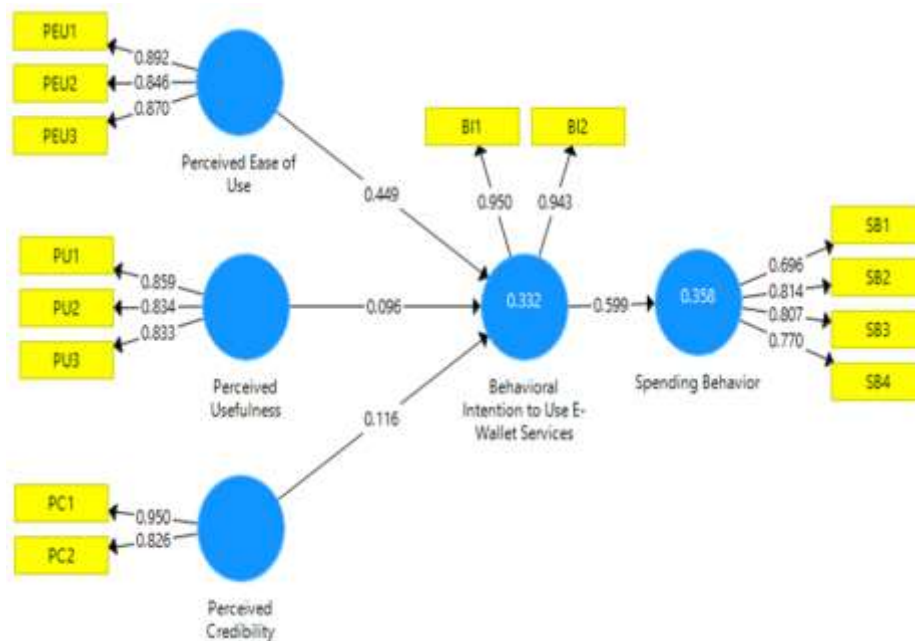 PEU1
0.892
PEU2
0.846
PEU3
0.870
Perceived Ease of
Use
BI1
BI2
0.950
0.943
0.449
PU1
0.859
PU2
0.834
PU3
0.833
Perceived
Usefulness
0.096
0.332
Behavioral
Intention to Use E-
Wallet Services
0.599
0.358
Spending Behavior
SB1
0.696
SB2
0.814
0.807
SB3
0.770
SB4
0.116
PC1
0.950
PC2
0.826
Perceived
Credibility